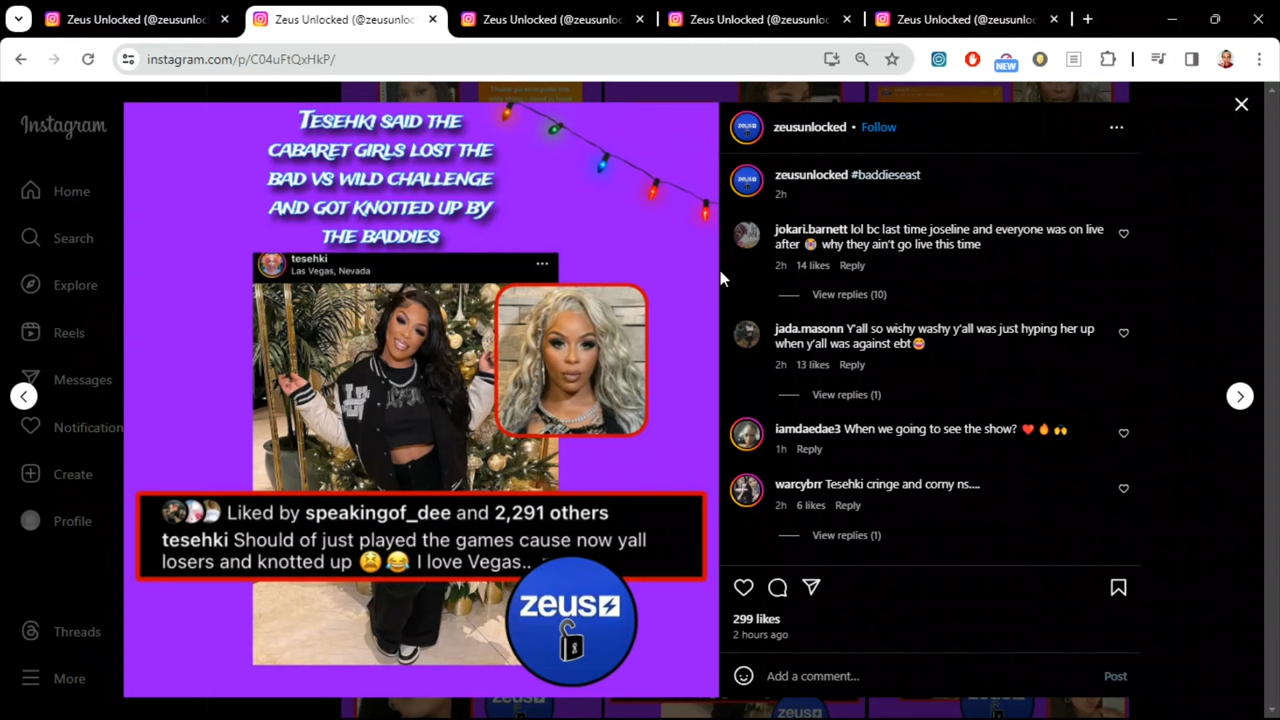 Zeus Unlocked (@zeusunlo
Zeus Unlocked (@zeusunloc
Zeus Unlocked (@zeusunloc
Zeus Unlocked (@zeusunloc
Zeus Unlocked (@zeusunloc
instagram.com/p/C04uFtQxHkP/
NEW
Instagram
Home
Search
Explore
Reels
Messages
Notification
Create
Profile
Threads
More
TESEHKI SAID THE
CABARET GIRLS LOST THE
BAD VS WILD CHALLENGE
AND GOT KNOTTED UP BY
THE BADDIES
tesehki
Las Vegas, Nevada
Liked by speakingof_dee and 2,291 others
tesehki Should of just played the games cause now yall
losers and knotted up 😫😂 I love Vegas..
zeus
zeusunlocked • Follow
zeusunlocked #baddieseast
2h
jokari.barnett lol bc last time joseline and everyone was on live
after 😭 why they ain't go live this time
2h 14 likes Reply
View replies (10)
jada.masonn Y'all so wishy washy y'all was just hyping her up
when y'all was against ebt😂
2h 13 likes Reply
View replies (1)
iamdaedae3 When we going to see the show? ❤️🔥🙌
1h Reply
warcybrr Tesehki cringe and corny ns....
2h 6 likes Reply
View replies (1)
299 likes
2 hours ago
Add a comment...
Post